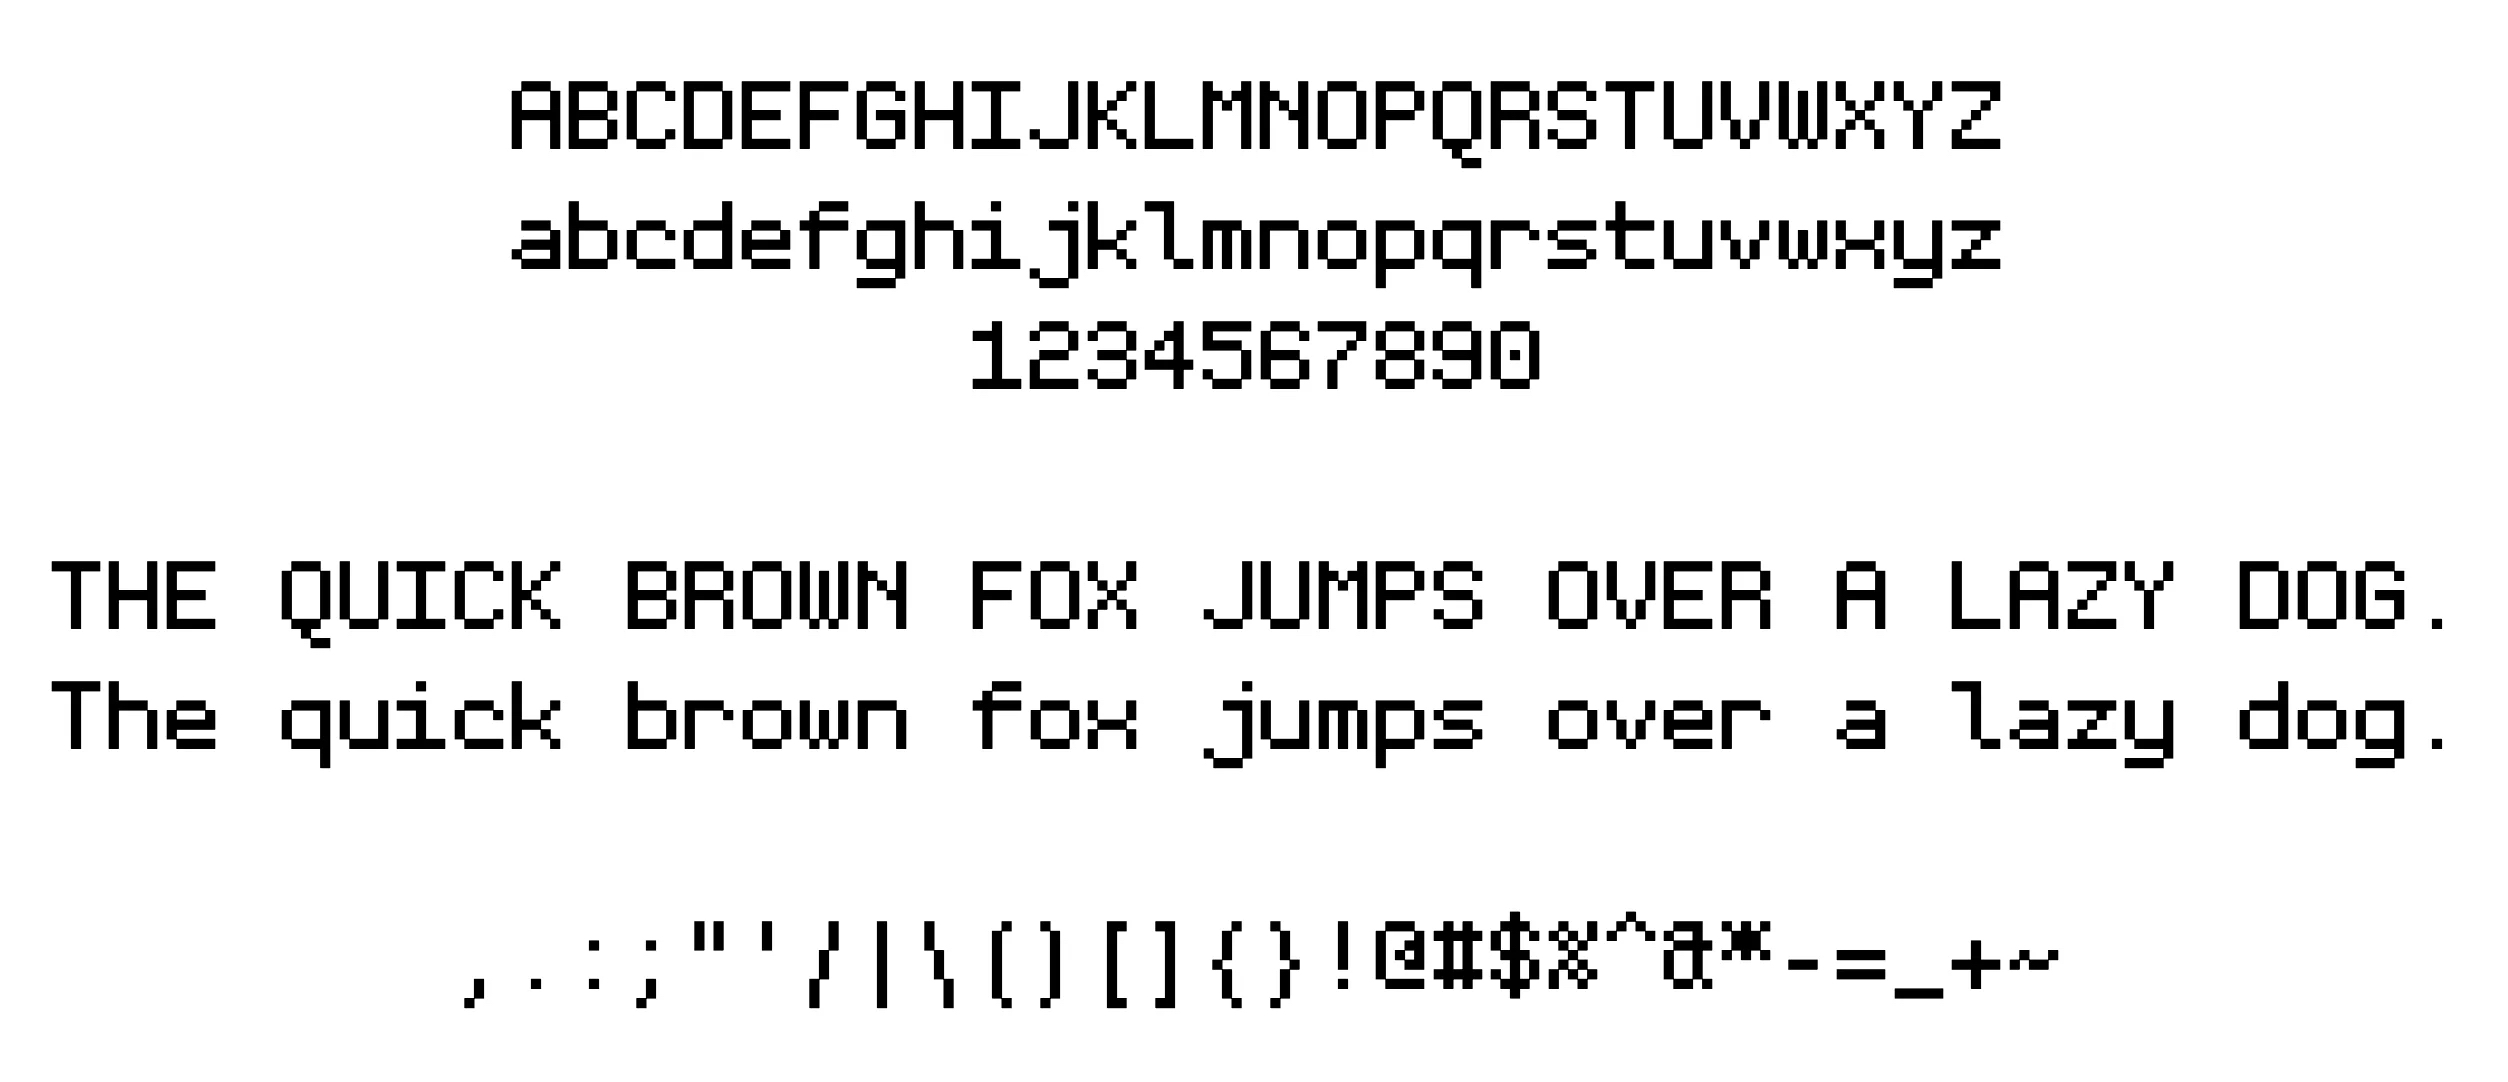 ABCDEFGHIJKLMNOPQRSTUVWXYZ
abcdefghijklmnopqrstuvwxyz
1234567890
THE QUICK BROWN FOX JUMPS OVER A LAZY DOG.
The quick brown fox jumps over a lazy dog.
,.:;"'/|\()[]{}!@#$%^&*-=_+~